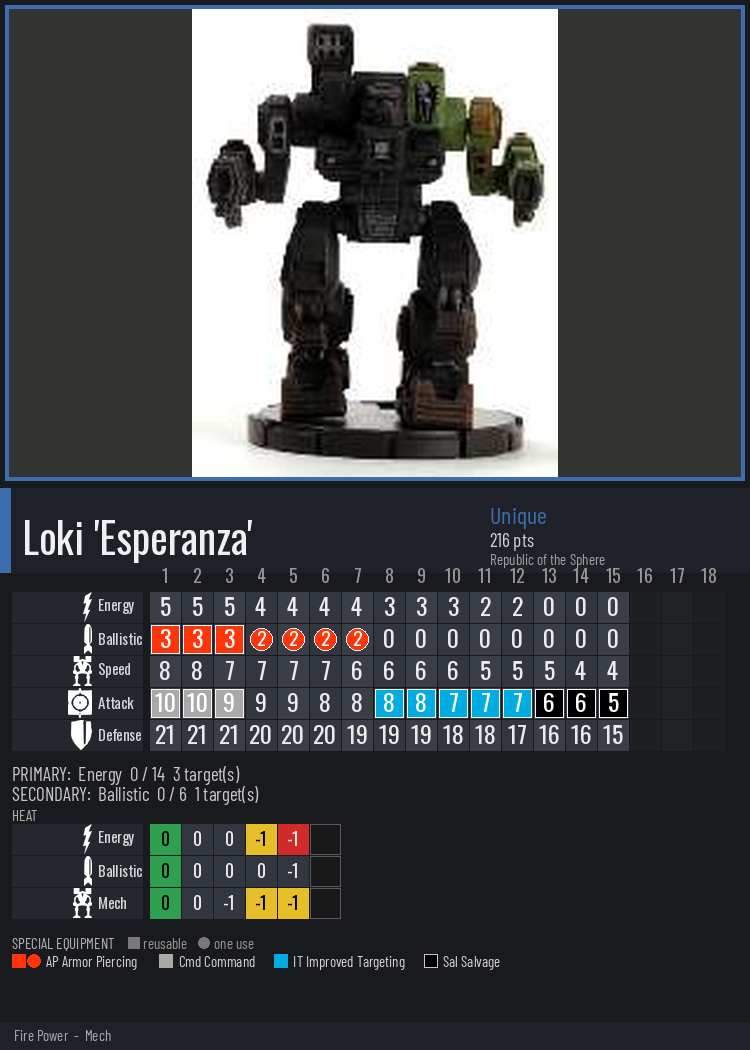 Loki 'Esperanza'
Unique
216 pts
Republic of the Sphere
1 2 3 4 5 6 7 8 9 10 11 12 13 14 15 16 17 18
Energy 5 5 5 4 4 4 4 3 3 3 2 2 0 0 0
Ballistic 3 3 3 2 2 2 2 0 0 0 0 0 0 0 0
Speed 8 8 7 7 7 7 6 6 6 6 5 5 5 4 4
Attack 10 10 9 9 9 8 8 8 8 7 7 7 6 6 5
Defense 21 21 21 20 20 20 19 19 19 18 18 17 16 16 15
PRIMARY: Energy 0 / 14 3 target(s)
SECONDARY: Ballistic 0 / 6 1 target(s)
HEAT
Energy 0 0 0 -1 -1
Ballistic 0 0 0 0 -1
Mech 0 0 -1 -1 -1
SPECIAL EQUIPMENT reusable one use
AP Armor Piercing Cmd Command IT Improved Targeting Sal Salvage
Fire Power - Mech